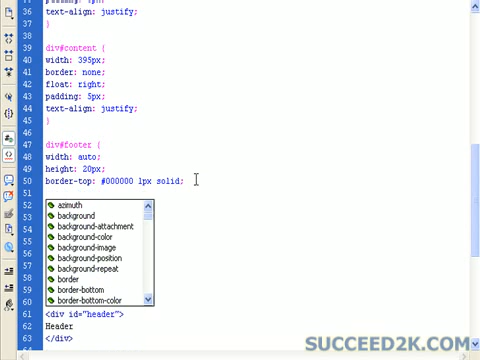 36 text-align: justify;
37 }
38
39 div#content {
40 width: 395px;
41 border: none;
42 float: right;
43 padding: 5px;
44 text-align: justify;
45 }
46
47 div#footer {
48 width: auto;
49 height: 20px;
50 border-top: #000000 1px solid;
51
52 azimuth
53 background
background-attachment
54 background-color
55 background-image
56 background-position
57 background-repeat
58 border
59 border-bottom
60 border-bottom-color
61 <div id="header">
62 Header
63 </div>
SUCCEED2K.COM